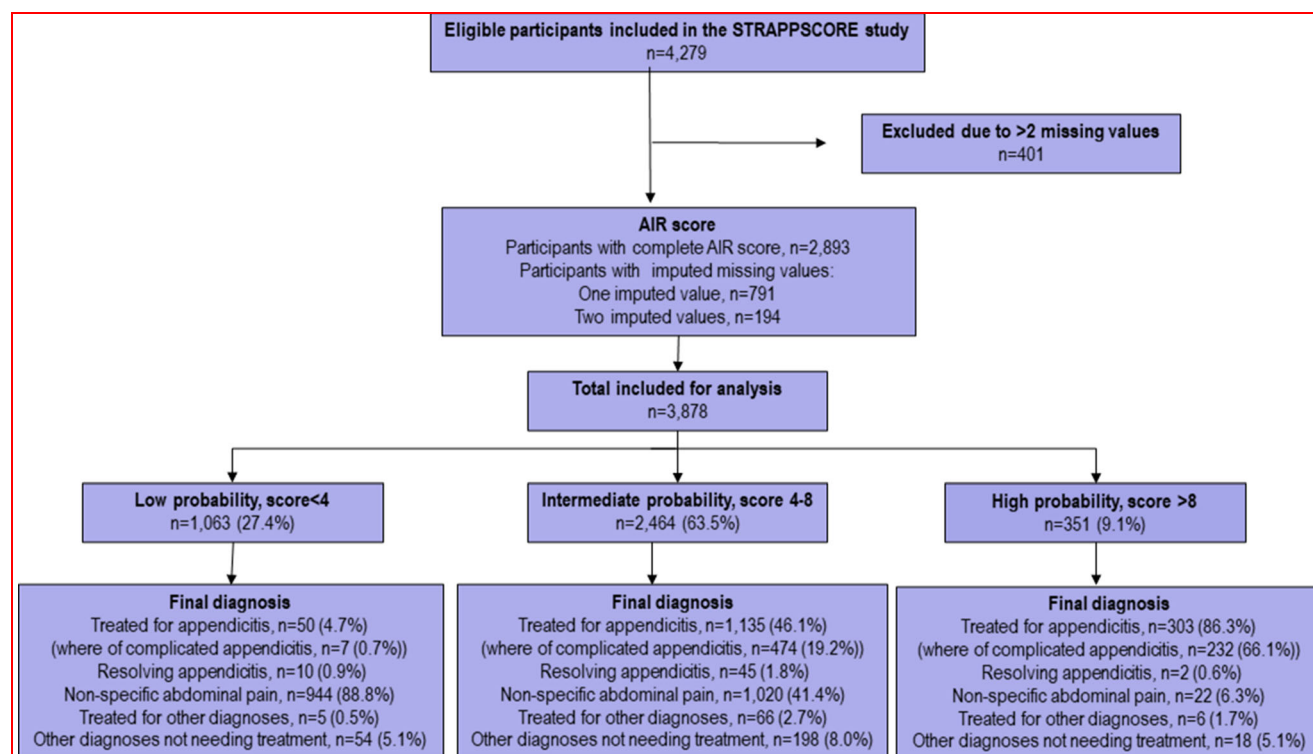 Eligible participants included in the STRAPPSCORE study
n=4,279
Excluded due to >2 missing values
n=401
AIR score
Participants with complete AIR score, n=2,893
Participants with imputed missing values:
One imputed value, n=791
Two imputed values, n=194
Total included for analysis
n=3,878
Low probability, score<4
n=1,063 (27.4%)
Intermediate probability, score 4-8
n=2,464 (63.5%)
High probability, score >8
n=351 (9.1%)
Final diagnosis
Treated for appendicitis, n=50 (4.7%)
(where of complicated appendicitis, n=7 (0.7%))
Resolving appendicitis, n=10 (0.9%)
Non-specific abdominal pain, n=944 (88.8%)
Treated for other diagnoses, n=5 (0.5%)
Other diagnoses not needing treatment, n=54 (5.1%)
Final diagnosis
Treated for appendicitis, n=1,135 (46.1%)
(where of complicated appendicitis, n=474 (19.2%))
Resolving appendicitis, n=45 (1.8%)
Non-specific abdominal pain, n=1,020 (41.4%)
Treated for other diagnoses, n=66 (2.7%)
Other diagnoses not needing treatment, n=198 (8.0%)
Final diagnosis
Treated for appendicitis, n=303 (86.3%)
(where of complicated appendicitis, n=232 (66.1%))
Resolving appendicitis, n=2 (0.6%)
Non-specific abdominal pain, n=22 (6.3%)
Treated for other diagnoses, n=6 (1.7%)
Other diagnoses not needing treatment, n=18 (5.1%)